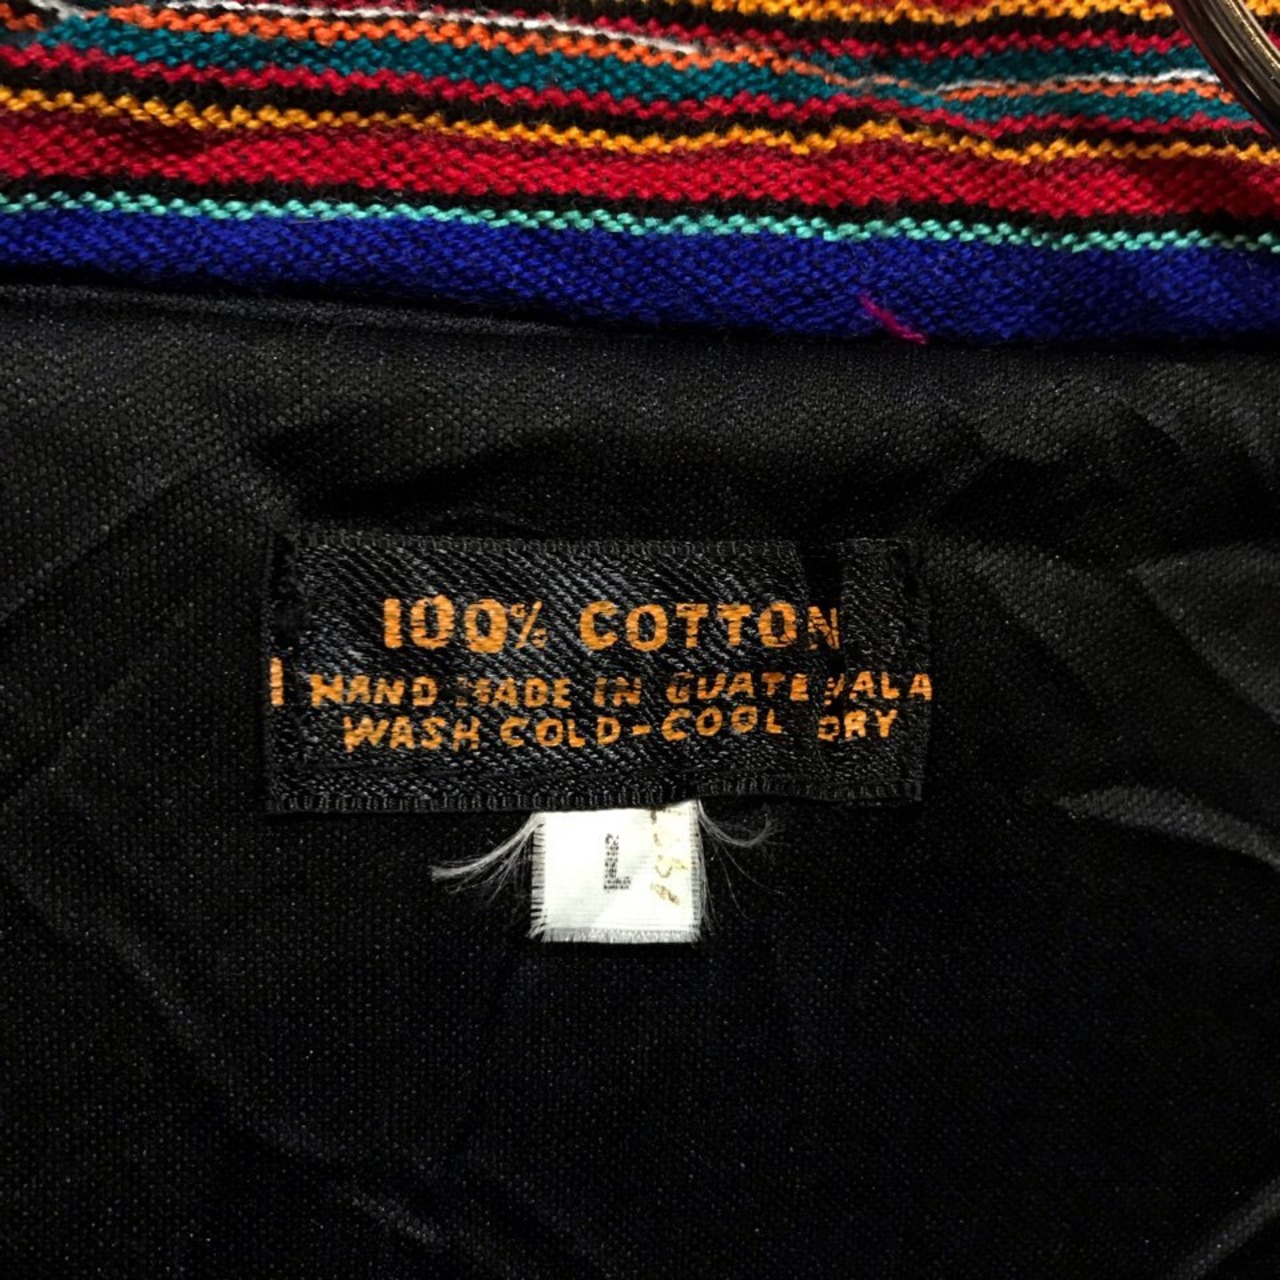 100% COTTON
HAND MADE IN GUATEMALA
WASH COLD-COOL DRY
L